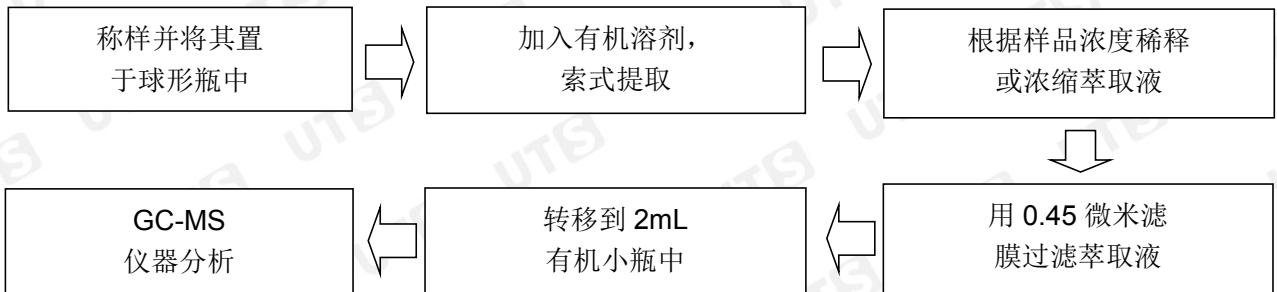 称样并将其置
于球形瓶中
加入有机溶剂，
索式提取
根据样品浓度稀释
或浓缩萃取液
用 0.45 微米滤
膜过滤萃取液
转移到 2mL
有机小瓶中
GC-MS
仪器分析